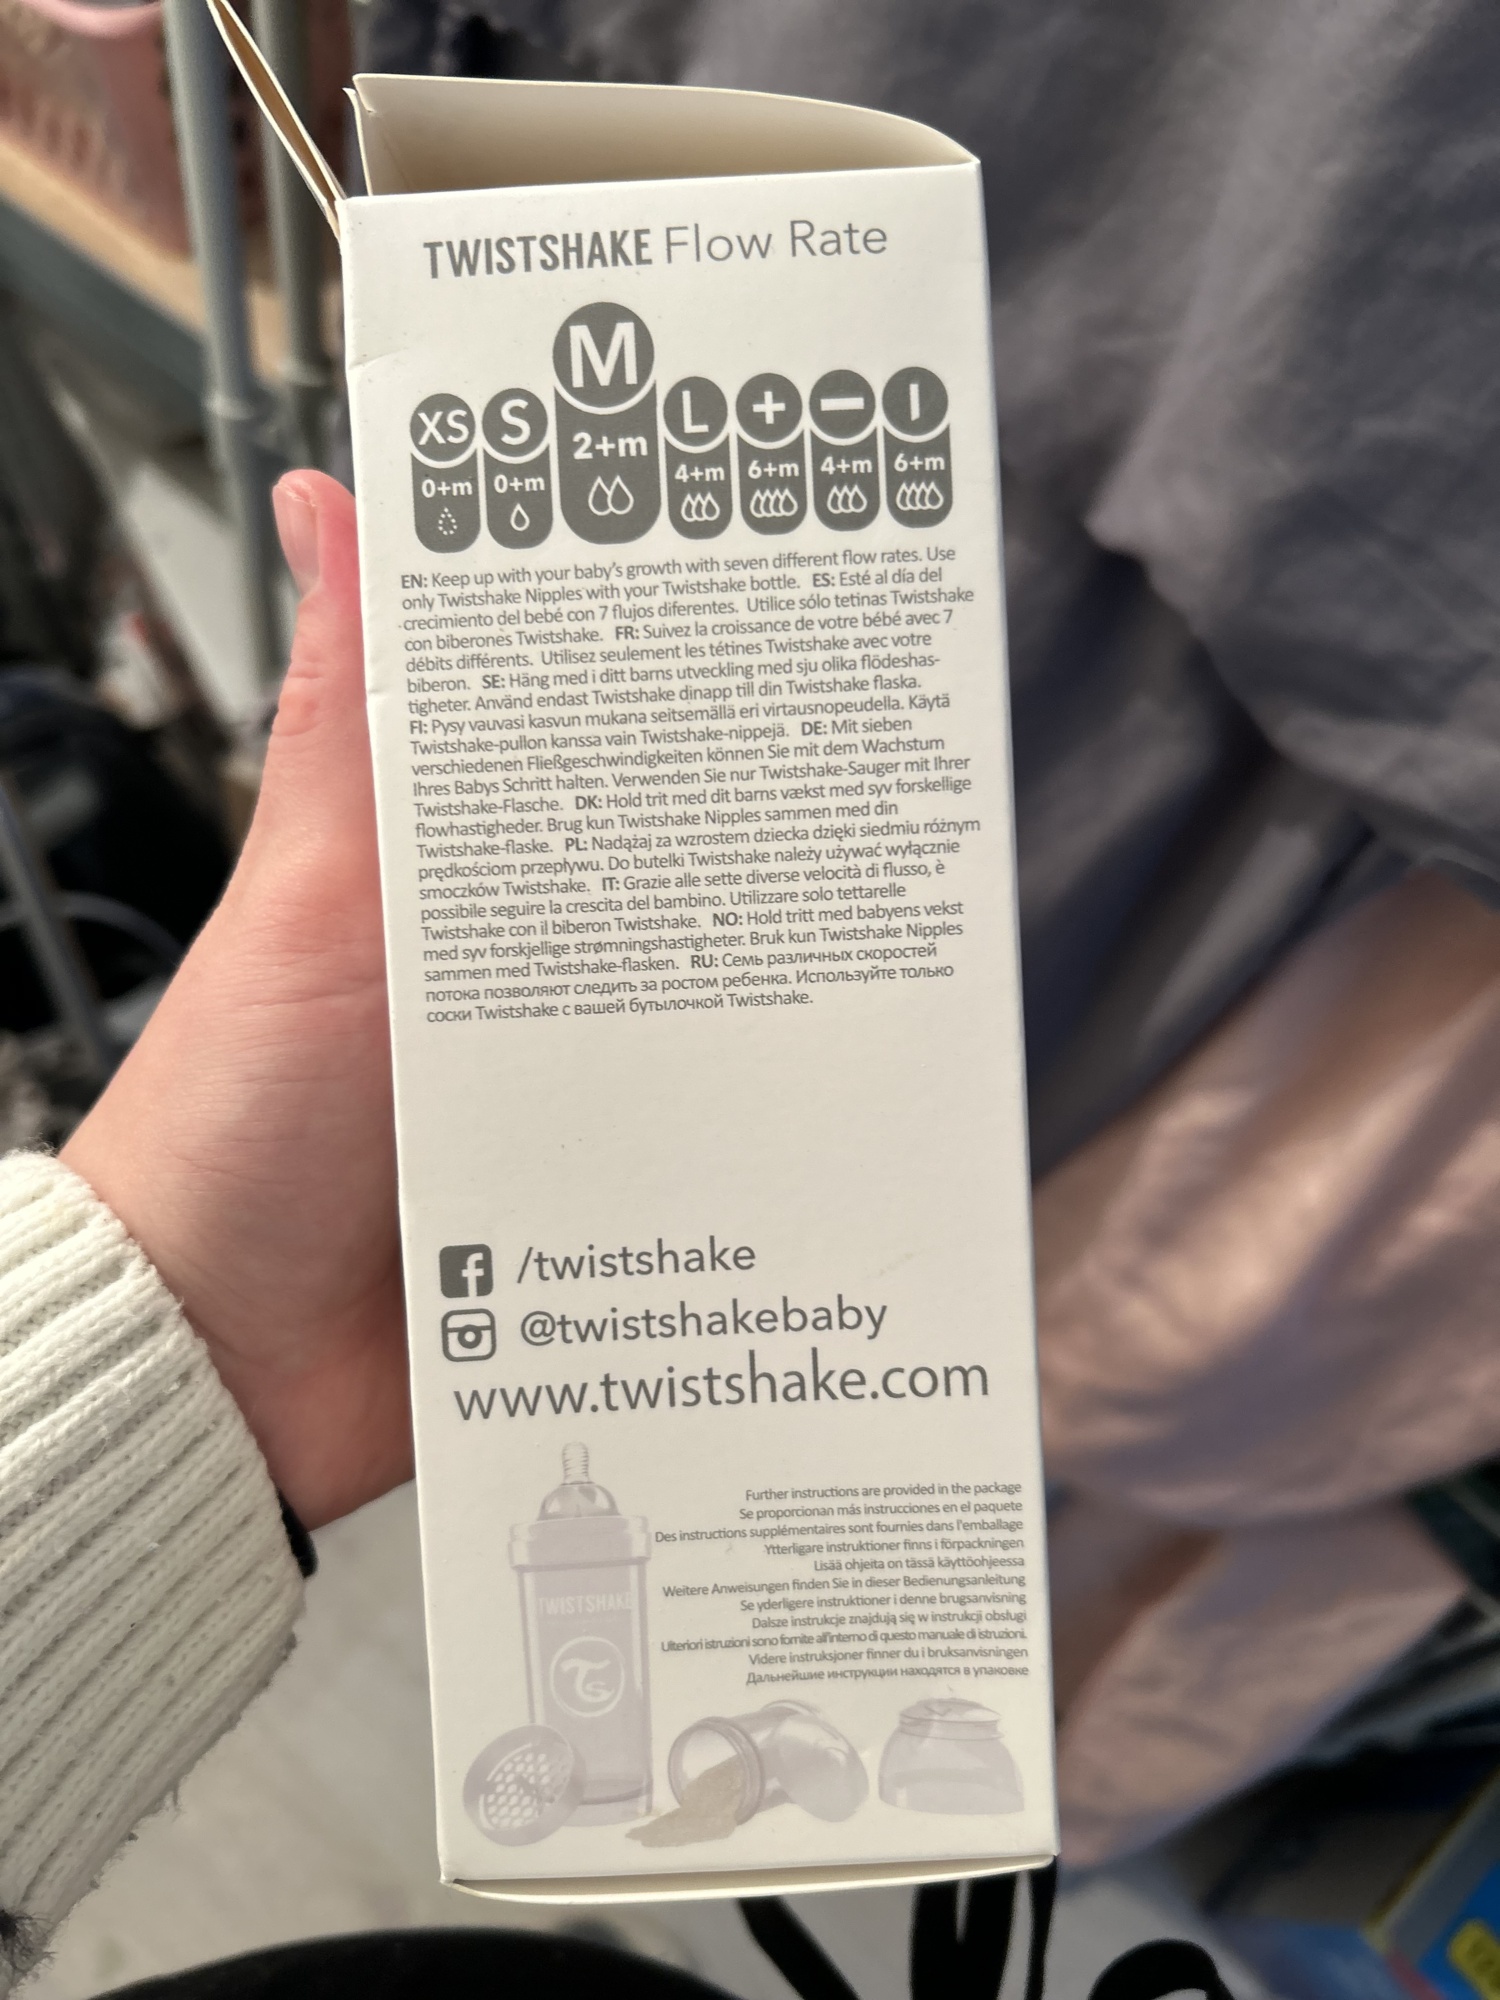 TWISTSHAKE Flow Rate
XS S M L + − I
0+m 0+m 2+m 4+m 6+m 4+m 6+m
EN: Keep up with your baby's growth with seven different flow rates. Use
only Twistshake Nipples with your Twistshake bottle. ES: Esté al día del
crecimiento del bebé con 7 flujos diferentes. Utilice sólo tetinas Twistshake
con biberones Twistshake. FR: Suivez la croissance de votre bébé avec 7
débits différents. Utilisez seulement les tétines Twistshake avec votre
biberon. SE: Häng med i ditt barns utveckling med sju olika flödeshas-
tigheter. Använd endast Twistshake dinapp till din Twistshake flaska.
FI: Pysy vauvasi kasvun mukana seitsemällä eri virtausnopeudella. Käytä
Twistshake-pullon kanssa vain Twistshake-nippejä. DE: Mit sieben
verschiedenen Fließgeschwindigkeiten können Sie mit dem Wachstum
Ihres Babys Schritt halten. Verwenden Sie nur Twistshake-Sauger mit Ihrer
Twistshake-Flasche. DK: Hold trit med dit barns vækst med syv forskellige
flowhastigheder. Brug kun Twistshake Nipples sammen med din
Twistshake-flaske. PL: Nadążaj za wzrostem dziecka dzięki siedmiu różnym
prędkościom przepływu. Do butelki Twistshake należy używać wyłącznie
smoczków Twistshake. IT: Grazie alle sette diverse velocità di flusso, è
possibile seguire la crescita del bambino. Utilizzare solo tettarelle
Twistshake con il biberon Twistshake. NO: Hold tritt med babyens vekst
med syv forskjellige strømningshastigheter. Bruk kun Twistshake Nipples
sammen med Twistshake-flasken. RU: Семь различных скоростей
потока позволяют следить за ростом ребенка. Используйте только
соски Twistshake с вашей бутылочкой Twistshake.
/twistshake
@twistshakebaby
www.twistshake.com
Further instructions are provided in the package
Se proporcionan más instrucciones en el paquete
Des instructions supplémentaires sont fournies dans l'emballage
Ytterligare instruktioner finns i förpackningen
Lisää ohjeita on tässä käyttöohjeessa
Weitere Anweisungen finden Sie in dieser Bedienungsanleitung
Se yderligere instruktioner i denne brugsanvisning
Dalsze instrukcje znajdują się w instrukcji obsługi
Ulteriori istruzioni sono fornite all'interno di questo manuale di istruzioni.
Videre instruksjoner finner du i bruksanvisningen
Дальнейшие инструкции находятся в упаковке
TWISTSHAKE
Ts